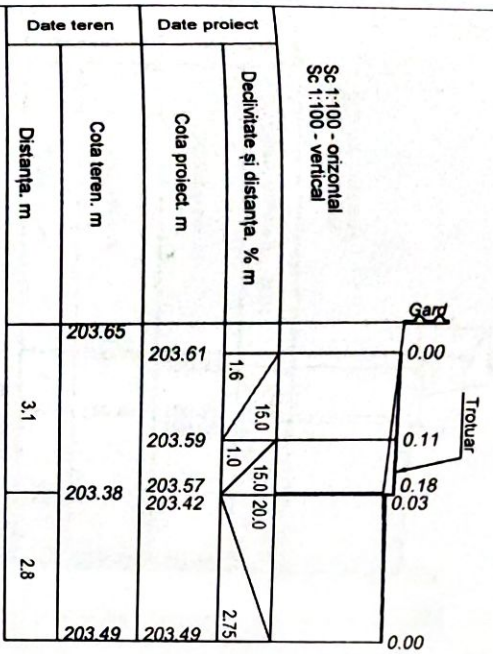 Sc 1:100 - orizontal
Sc 1:100 - vertical
Gard
Trotuar
0.00
0.11
0.18
0.03
0.00
Date proiect
Declivitate și distanța. % m
1.6
15.0
1.0
15.0
20.0
2.75
Cota proiect. m
203.61
203.59
203.57
203.42
203.49
Date teren
Cota teren. m
203.65
203.38
203.49
Distanța. m
3.1
2.8